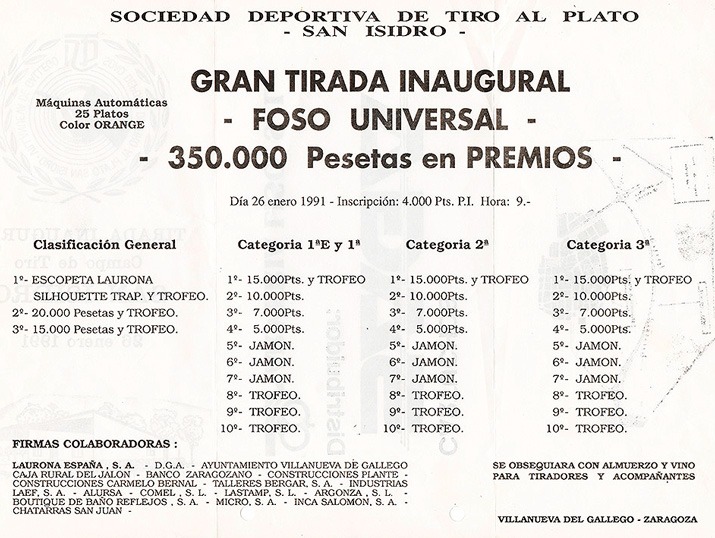 SOCIEDAD DEPORTIVA DE TIRO AL PLATO
- SAN ISIDRO -
Máquinas Automáticas
25 Platos
Color ORANGE
GRAN TIRADA INAUGURAL
- FOSO UNIVERSAL -
- 350.000 Pesetas en PREMIOS -
Día 26 enero 1991 - Inscripción: 4.000 Pts. P.I. Hora: 9.-
Clasificación General
1º- ESCOPETA LAURONA
SILHOUETTE TRAP. Y TROFEO.
2º- 20.000 Pesetas y TROFEO.
3º- 15.000 Pesetas y TROFEO.
Categoria 1ªE y 1ª
1º- 15.000Pts. y TROFEO
2º- 10.000Pts.
3º- 7.000Pts.
4º- 5.000Pts.
5º- JAMON.
6º- JAMON.
7º- JAMON.
8º- TROFEO.
9º- TROFEO.
10º- TROFEO.
Categoria 2ª
1º- 15.000Pts. y TROFEO
2º- 10.000Pts.
3º- 7.000Pts.
4º- 5.000Pts.
5º- JAMON.
6º- JAMON.
7º- JAMON.
8º- TROFEO.
9º- TROFEO.
10º- TROFEO.
Categoria 3ª
1º- 15.000Pts. y TROFEO
2º- 10.000Pts.
3º- 7.000Pts.
4º- 5.000Pts.
5º- JAMON.
6º- JAMON.
7º- JAMON.
8º- TROFEO.
9º- TROFEO.
10º- TROFEO.
FIRMAS COLABORADORAS :
LAURONA ESPAÑA, S. A. - D.G.A. - AYUNTAMIENTO VILLANUEVA DE GALLEGO
CAJA RURAL DEL JALON - BANCO ZARAGOZANO - CONSTRUCCIONES PLANTE -
CONSTRUCCIONES CARMELO BERNAL - TALLERES BERGAR, S. A. - INDUSTRIAS
LAEF, S. A. - ALURSA - COMEL , S. L. - LASTAMP, S. L. - ARGONZA , S. L. -
BOUTIQUE DE BAÑO REFLEJOS , S. A. - MICRO, S. A. - INCA SALOMON, S. A. -
CHATARRAS SAN JUAN -
SE OBSEQUIARA CON ALMUERZO Y VINO
PARA TIRADORES Y ACOMPAÑANTES
VILLANUEVA DEL GALLEGO - ZARAGOZA